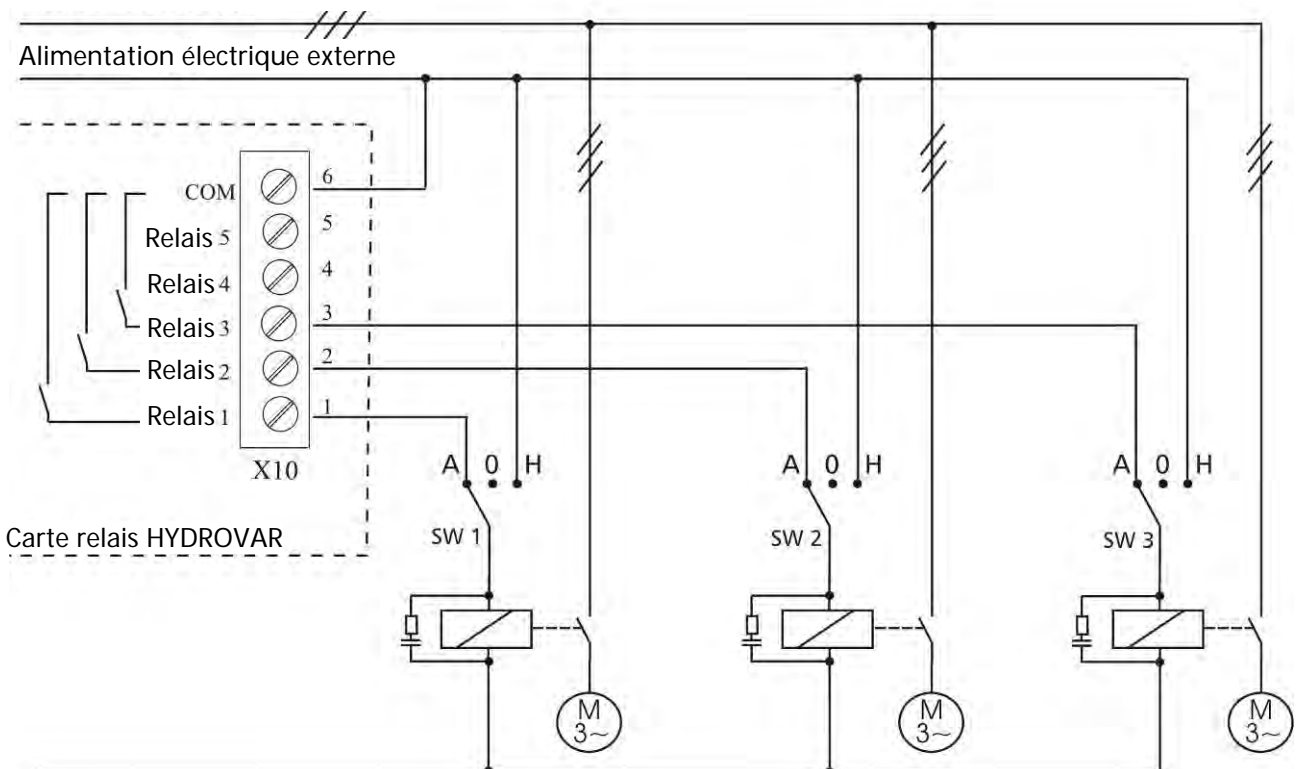 Alimentation électrique externe
COM 6
Relais 5 5
Relais 4 4
Relais 3 3
Relais 2 2
Relais 1 1
X10
A 0 H
A 0 H
A 0 H
SW 1
SW 2
SW 3
Carte relais HYDROVAR
M
3~
M
3~
M
3~